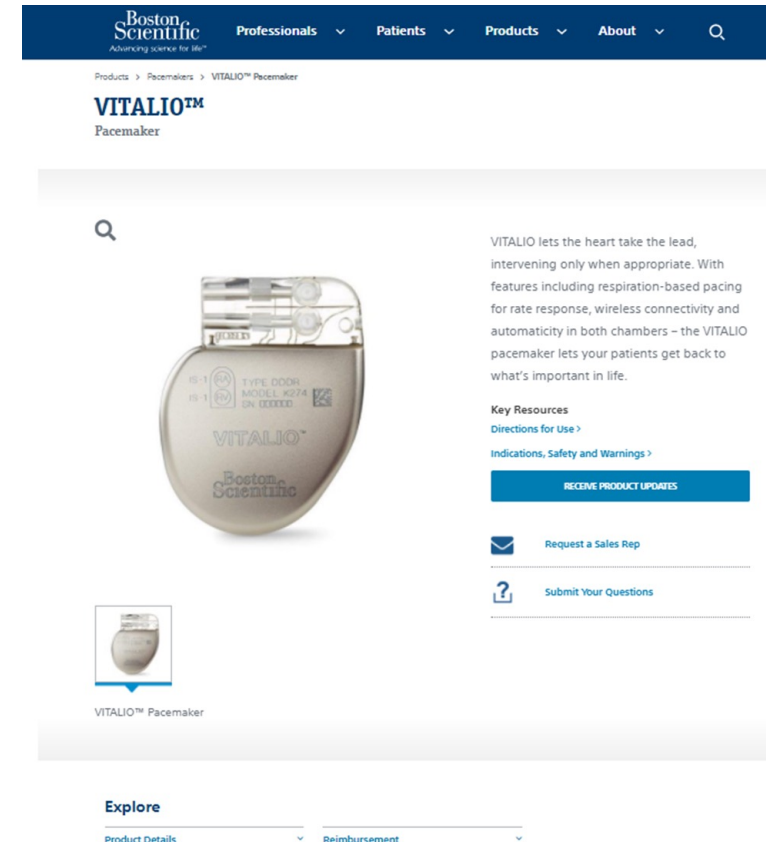 Boston
Scientific
Advancing science for life™
Professionals
Patients
Products
About
Products > Pacemakers > VITALIO™ Pacemaker
VITALIO™
Pacemaker
VITALIO lets the heart take the lead,
intervening only when appropriate. With
features including respiration-based pacing
for rate response, wireless connectivity and
automaticity in both chambers – the VITALIO
pacemaker lets your patients get back to
what's important in life.
IS-1 RA TYPE DDDR
IS-1 RV MODEL K274
SN 000000
VITALIO™
Boston
Scientific
Key Resources
Directions for Use >
Indications, Safety and Warnings >
RECEIVE PRODUCT UPDATES
Request a Sales Rep
Submit Your Questions
VITALIO™ Pacemaker
Explore
Product Details
Reimbursement